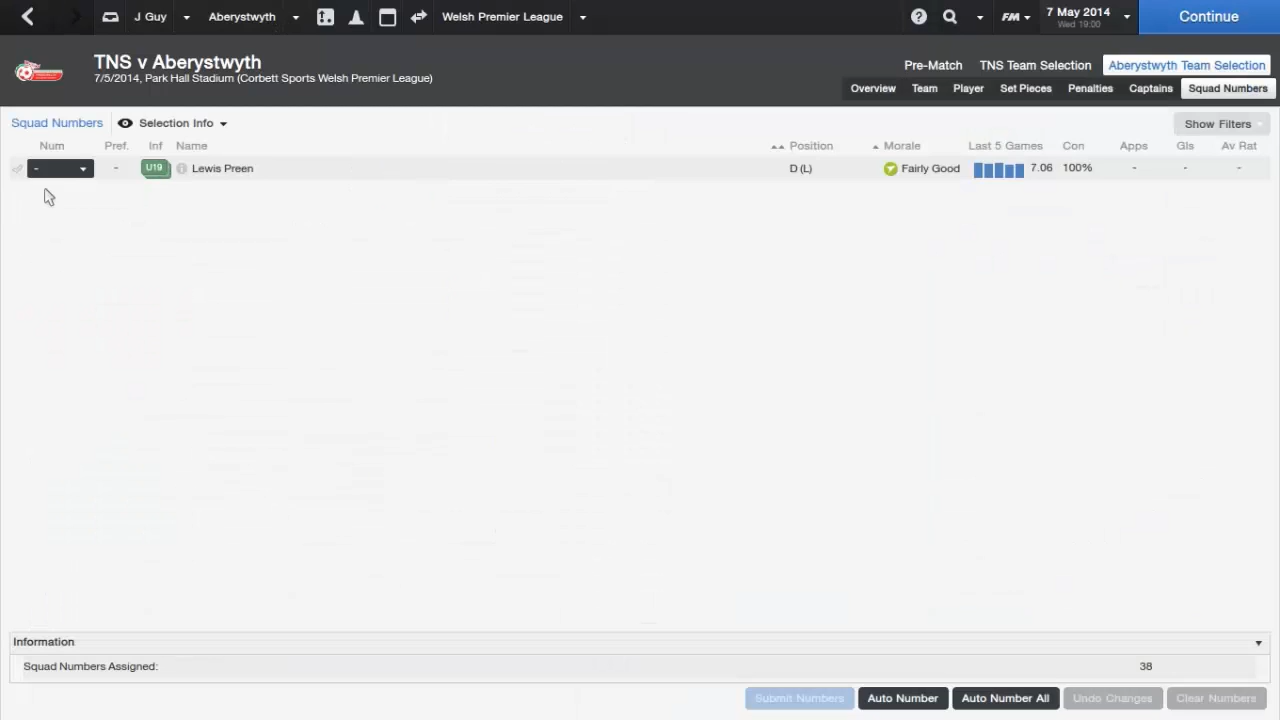 J Guy Aberystwyth Welsh Premier League FM 7 May 2014 Wed 19:00 Continue
TNS v Aberystwyth
7/5/2014, Park Hall Stadium (Corbett Sports Welsh Premier League)
Pre-Match TNS Team Selection Aberystwyth Team Selection
Overview Team Player Set Pieces Penalties Captains Squad Numbers
Squad Numbers Selection Info Show Filters
Num Pref. Inf Name Position Morale Last 5 Games Con Apps Gls Av Rat
- - U19 Lewis Preen D (L) Fairly Good 7.06 100% - - -
Information
Squad Numbers Assigned: 38
Submit Numbers Auto Number Auto Number All Undo Changes Clear Numbers